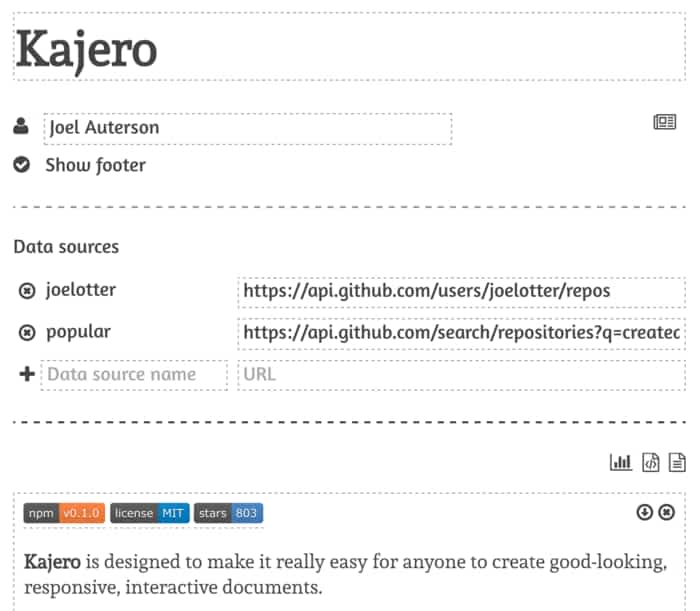 Kajero
Joel Auterson
Show footer
Data sources
joelotter https://api.github.com/users/joelotter/repos
popular https://api.github.com/search/repositories?q=created
Data source name URL
npm v0.1.0 license MIT stars 803
Kajero is designed to make it really easy for anyone to create good-looking,
responsive, interactive documents.